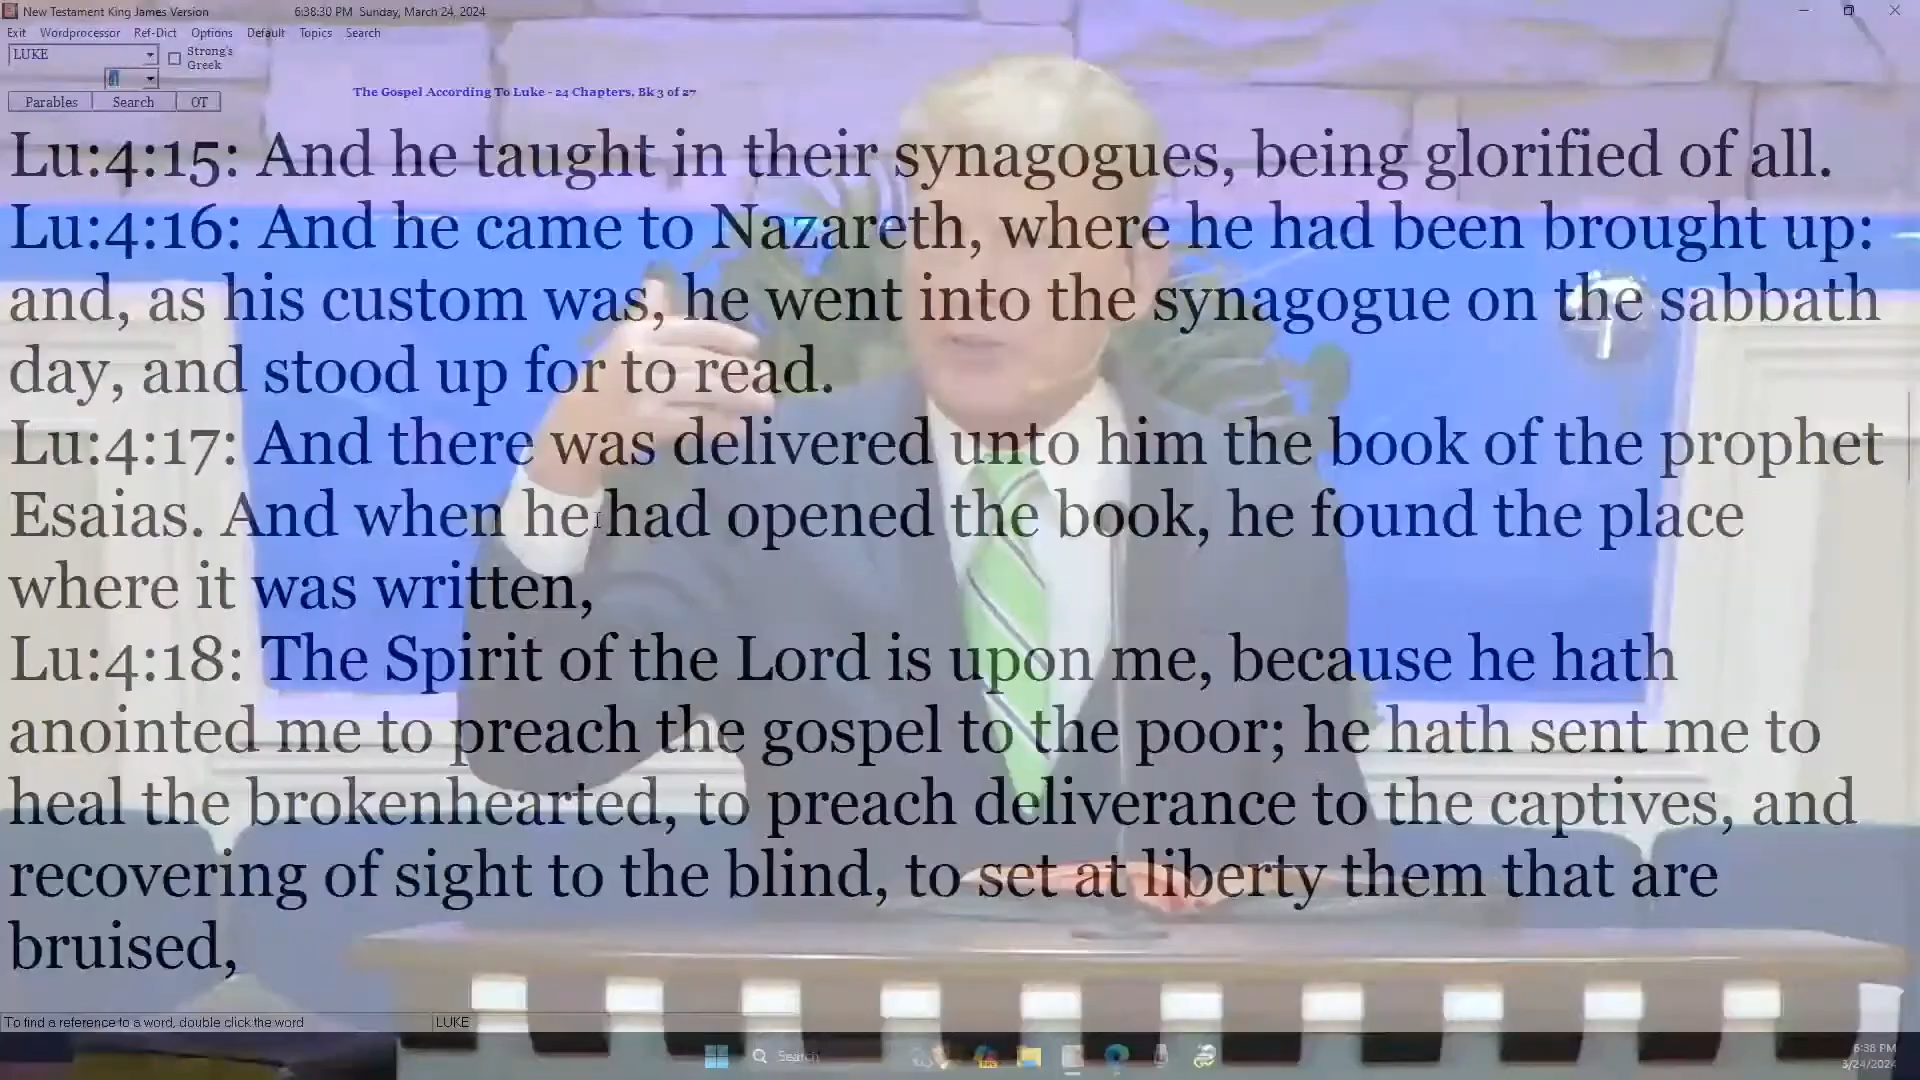 New Testament King James Version 6:38:30 PM Sunday, March 24, 2024
Exit Wordprocessor Ref-Dict Options Default Topics Search
LUKE
Strong's
Greek
Parables Search OT
The Gospel According To Luke - 24 Chapters, Bk 3 of 27
Lu:4:15: And he taught in their synagogues, being glorified of all.
Lu:4:16: And he came to Nazareth, where he had been brought up:
and, as his custom was, he went into the synagogue on the sabbath
day, and stood up for to read.
Lu:4:17: And there was delivered unto him the book of the prophet
Esaias. And when he had opened the book, he found the place
where it was written,
Lu:4:18: The Spirit of the Lord is upon me, because he hath
anointed me to preach the gospel to the poor; he hath sent me to
heal the brokenhearted, to preach deliverance to the captives, and
recovering of sight to the blind, to set at liberty them that are
bruised,
To find a reference to a word, double click the word LUKE
Search
6:38 PM
3/24/2024